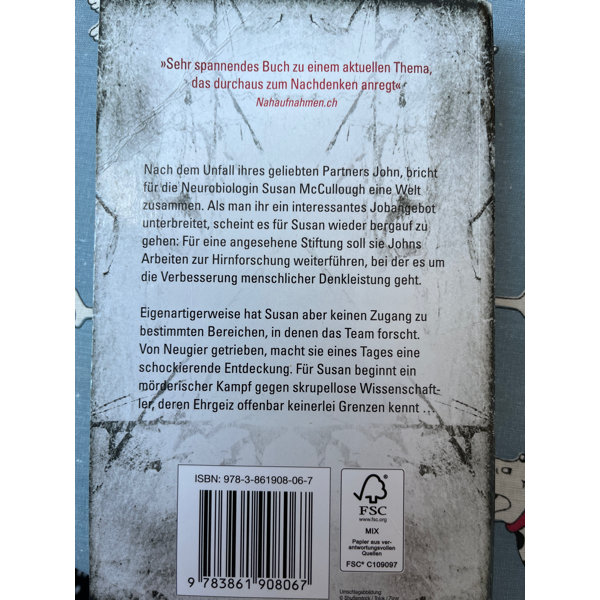 »Sehr spannendes Buch zu einem aktuellen Thema,
das durchaus zum Nachdenken anregt«
Nahaufnahmen.ch
Nach dem Unfall ihres geliebten Partners John, bricht
für die Neurobiologin Susan McCullough eine Welt
zusammen. Als man ihr ein interessantes Jobangebot
unterbreitet, scheint es für Susan wieder bergauf zu
gehen: Für eine angesehene Stiftung soll sie Johns
Arbeiten zur Hirnforschung weiterführen, bei der es um
die Verbesserung menschlicher Denkleistung geht.
Eigenartigerweise hat Susan aber keinen Zugang zu
bestimmten Bereichen, in denen das Team forscht.
Von Neugier getrieben, macht sie eines Tages eine
schockierende Entdeckung. Für Susan beginnt ein
mörderischer Kampf gegen skrupellose Wissenschaft-
ler, deren Ehrgeiz offenbar keinerlei Grenzen kennt …
ISBN: 978-3-861908-06-7
9 783861 908067
FSC
www.fsc.org
MIX
Papier aus ver-
antwortungsvollen
Quellen
FSC® C109097
Umschlagabbildung
© Shutterstock /